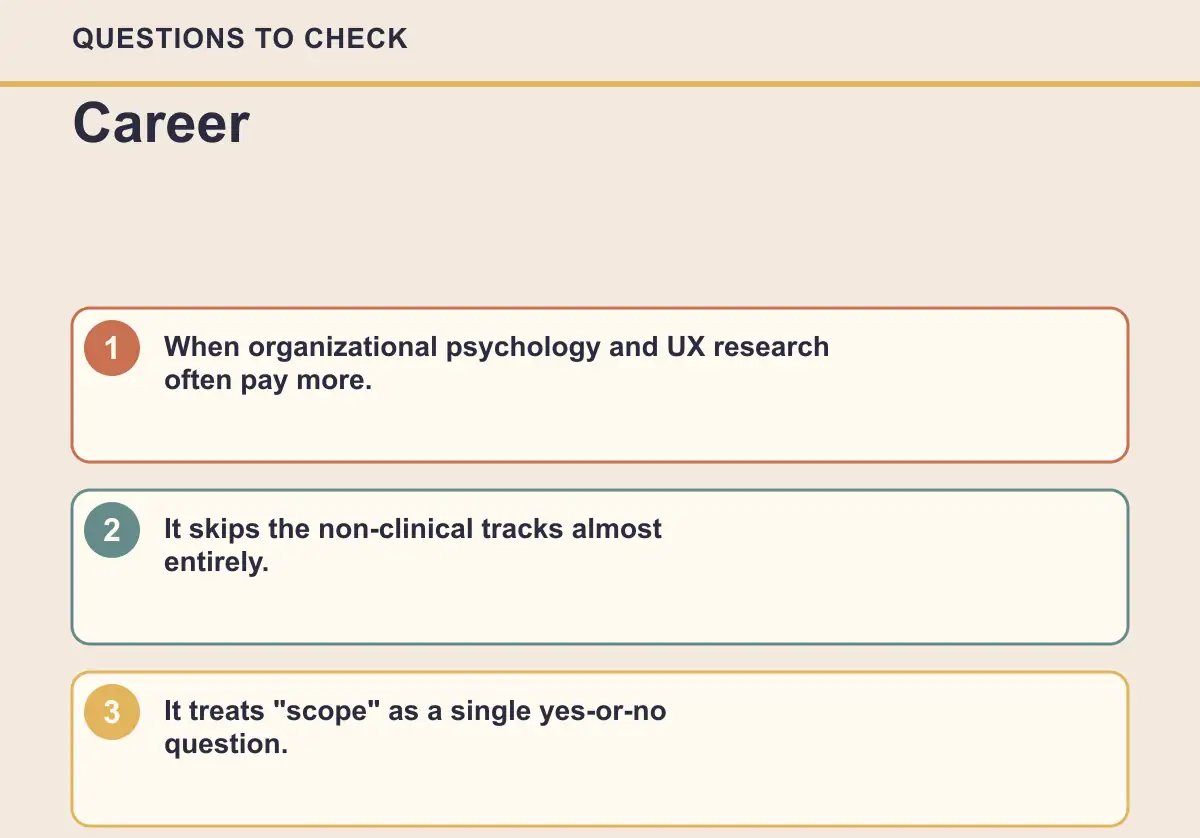 QUESTIONS TO CHECK
Career
1
When organizational psychology and UX research
often pay more.
2
It skips the non-clinical tracks almost
entirely.
3
It treats "scope" as a single yes-or-no
question.